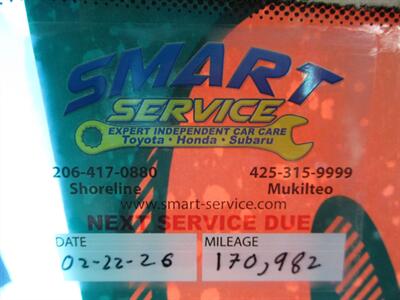 SMART
SERVICE
EXPERT INDEPENDENT CAR CARE
Toyota • Honda • Subaru
206-417-0880 425-315-9999
Shoreline Mukilteo
www.smart-service.com
NEXT SERVICE DUE
DATE MILEAGE
02-22-26 170,982